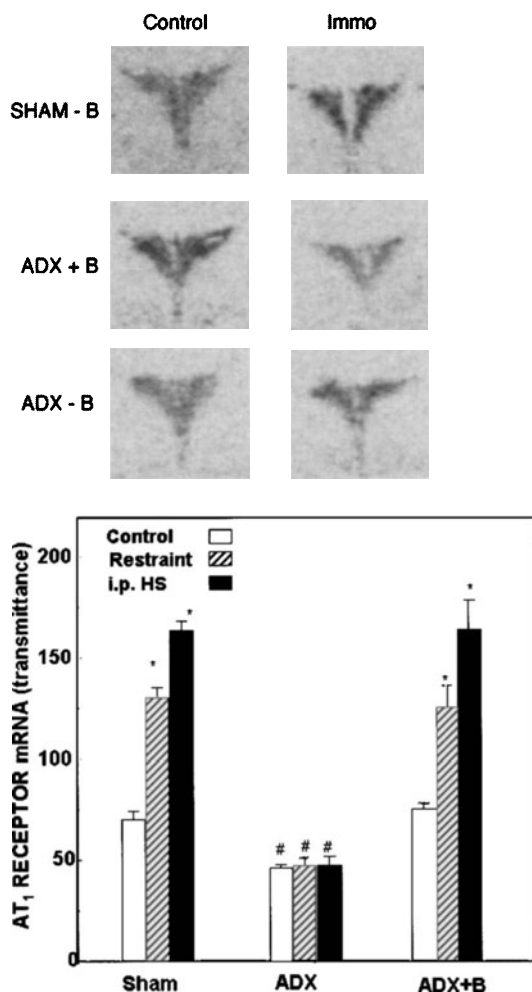 Control Immo
SHAM - B
ADX + B
ADX - B
AT1 RECEPTOR mRNA (transmittance)
200
150
100
50
0
Control
Restraint
i.p. HS
* *
# # #
* *
Sham ADX ADX+B